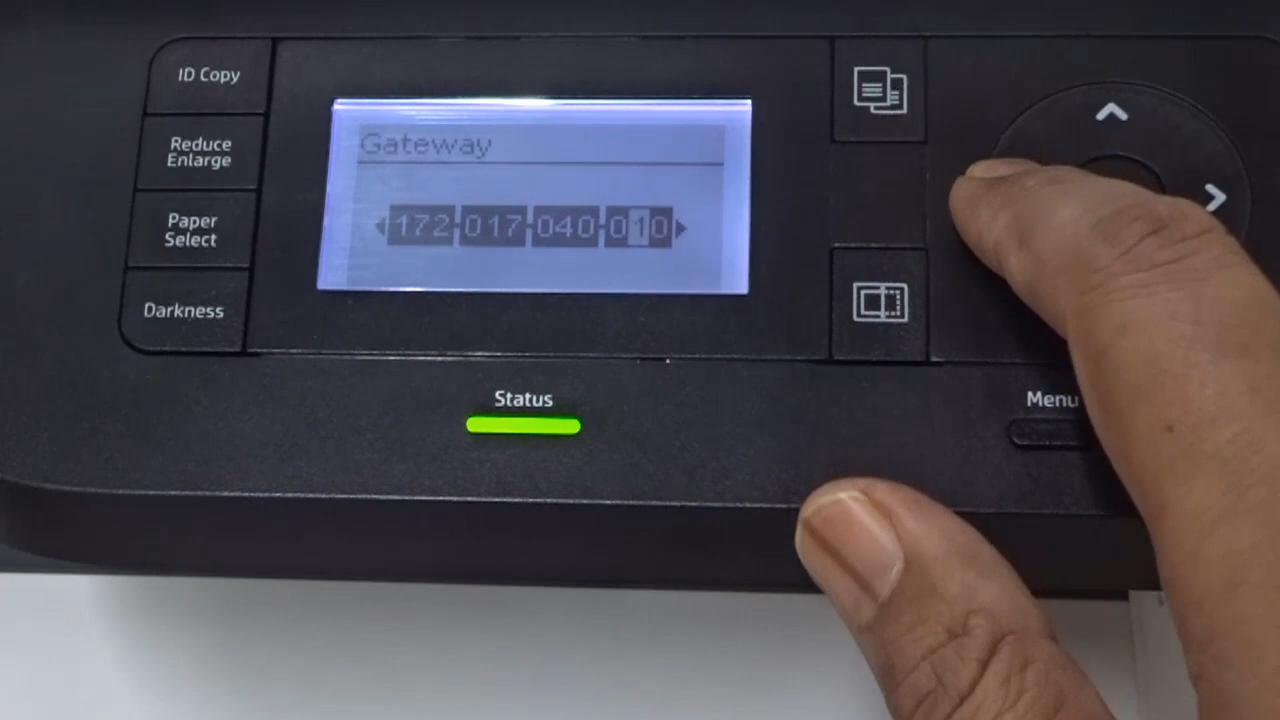 ID Copy
Reduce
Enlarge
Paper
Select
Darkness
Gateway
172.017.040.010
Status
Menu